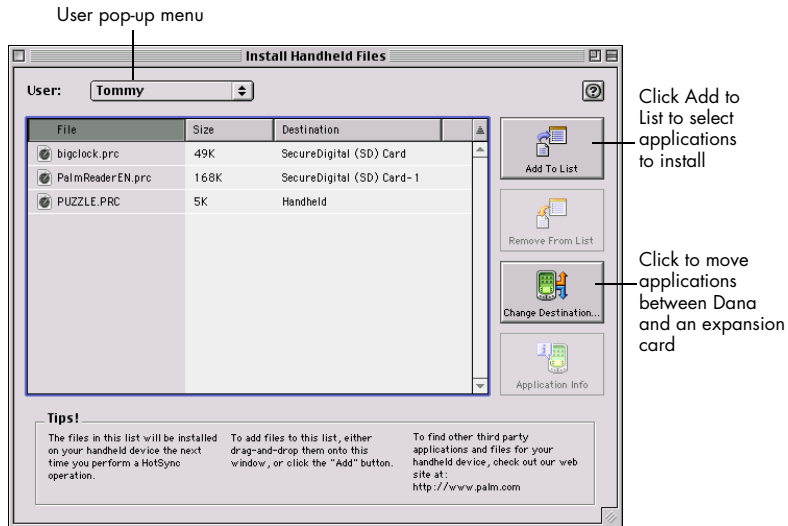 User pop-up menu
Install Handheld Files
User: Tommy
File Size Destination
bigclock.prc 49K SecureDigital (SD) Card
PalmReaderEN.prc 168K SecureDigital (SD) Card-1
PUZZLE.PRC 5K Handheld
Add To List
Remove From List
Change Destination...
Application Info
Click Add to
List to select
applications
to install
Click to move
applications
between Dana
and an expansion
card
Tips!
The files in this list will be installed
on your handheld device the next
time you perform a HotSync
operation.
To add files to this list, either
drag-and-drop them onto this
window, or click the "Add" button.
To find other third party
applications and files for your
handheld device, check out our web
site at:
http://www.palm.com